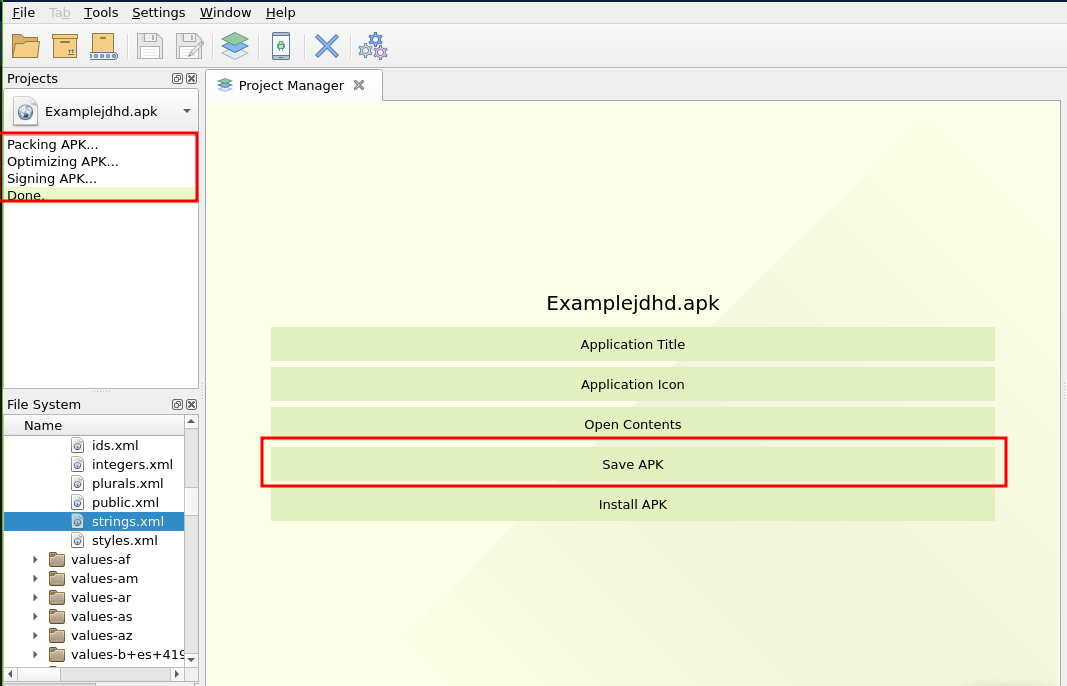 File Tab Tools Settings Window Help
Projects
Project Manager
Examplejdhd.apk
Packing APK...
Optimizing APK...
Signing APK...
Done.
Examplejdhd.apk
Application Title
Application Icon
Open Contents
Save APK
Install APK
File System
Name
ids.xml
integers.xml
plurals.xml
public.xml
strings.xml
styles.xml
values-af
values-am
values-ar
values-as
values-az
values-b+es+419